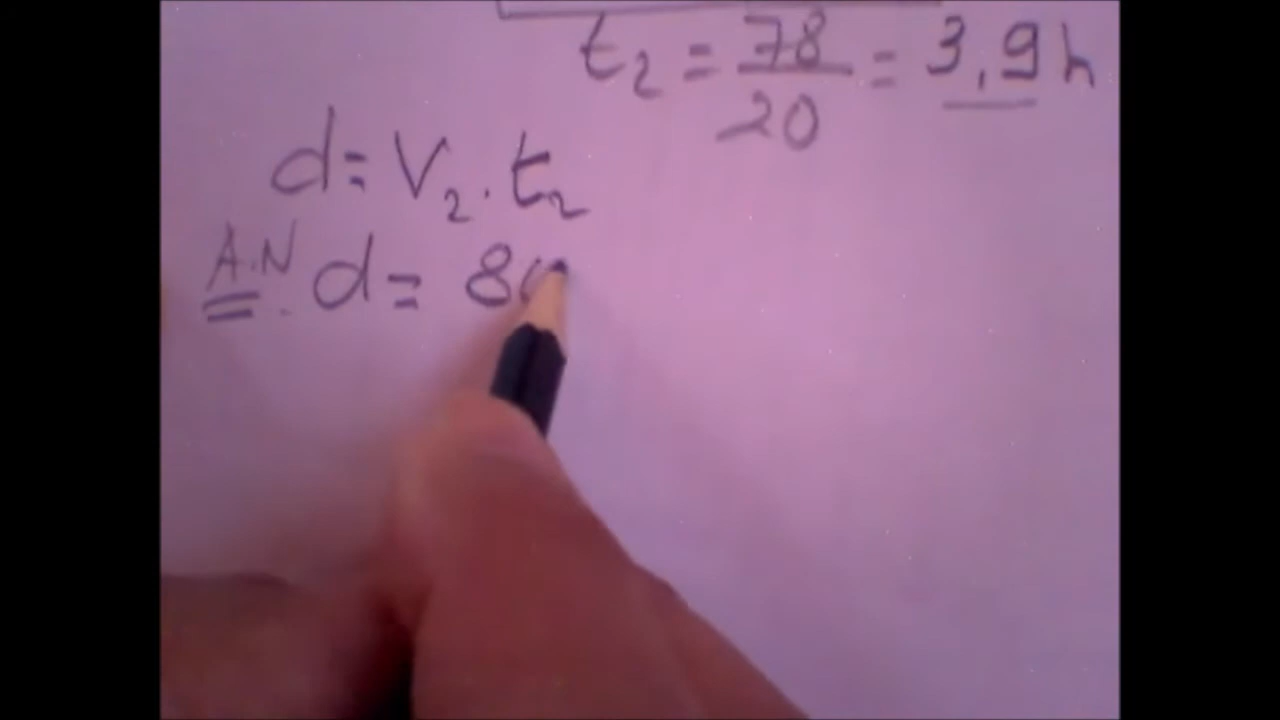 t₂ = 78/20 = 3,9 h
d = V₂ . t₂
A.N . d = 8